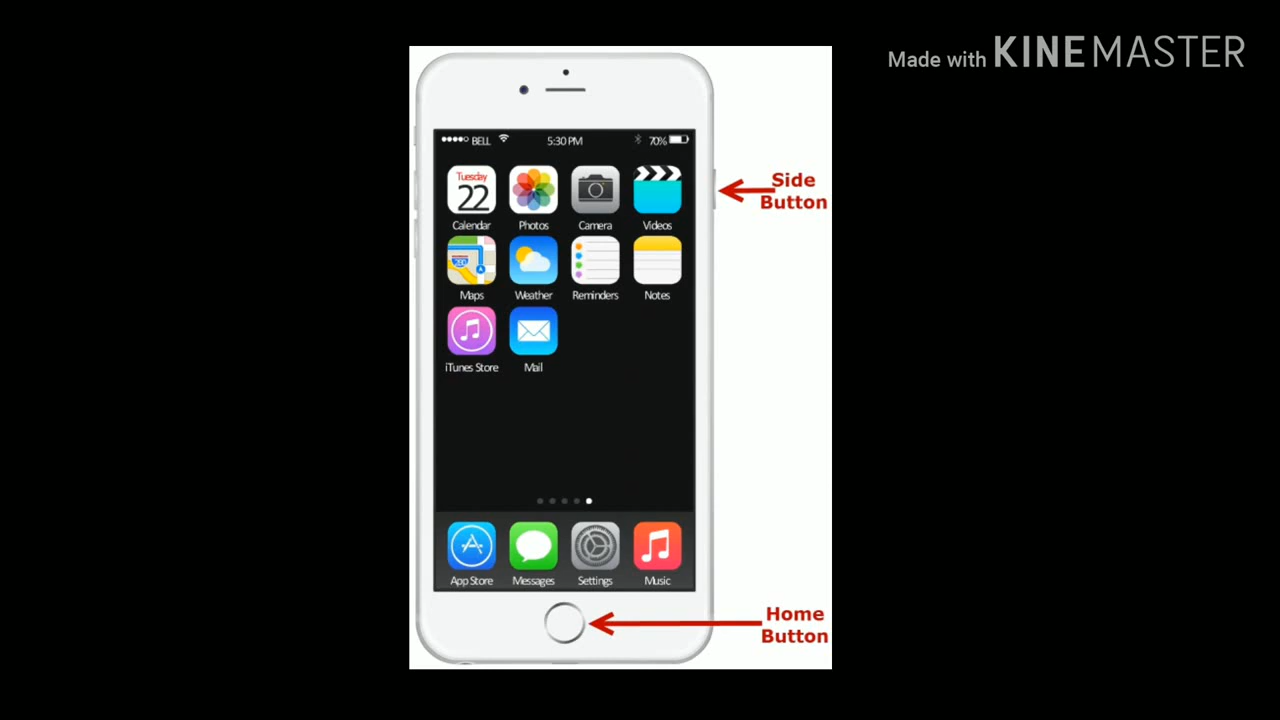 Made with KINEMASTER
BELL 5:30 PM 70%
Side
Button
Tuesday
22
Calendar Photos Camera Videos
280
Maps Weather Reminders Notes
iTunes Store Mail
App Store Messages Settings Music
Home
Button